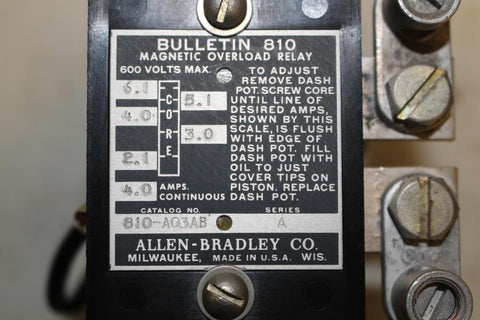 BULLETIN 810
MAGNETIC OVERLOAD RELAY
600 VOLTS MAX.
TO ADJUST
REMOVE DASH
POT. SCREW CORE
UNTIL LINE OF
DESIRED AMPS,
SHOWN BY THIS
SCALE, IS FLUSH
WITH EDGE OF
DASH POT. FILL
DASH POT WITH
OIL TO JUST
COVER TIPS ON
PISTON. REPLACE
DASH POT.
6.1
5.1
4.0
3.0
2.1
CORE
4.0 AMPS.
CONTINUOUS
CATALOG NO. SERIES
810-A03AB A
ALLEN-BRADLEY CO.
MILWAUKEE, MADE IN U.S.A. WIS.